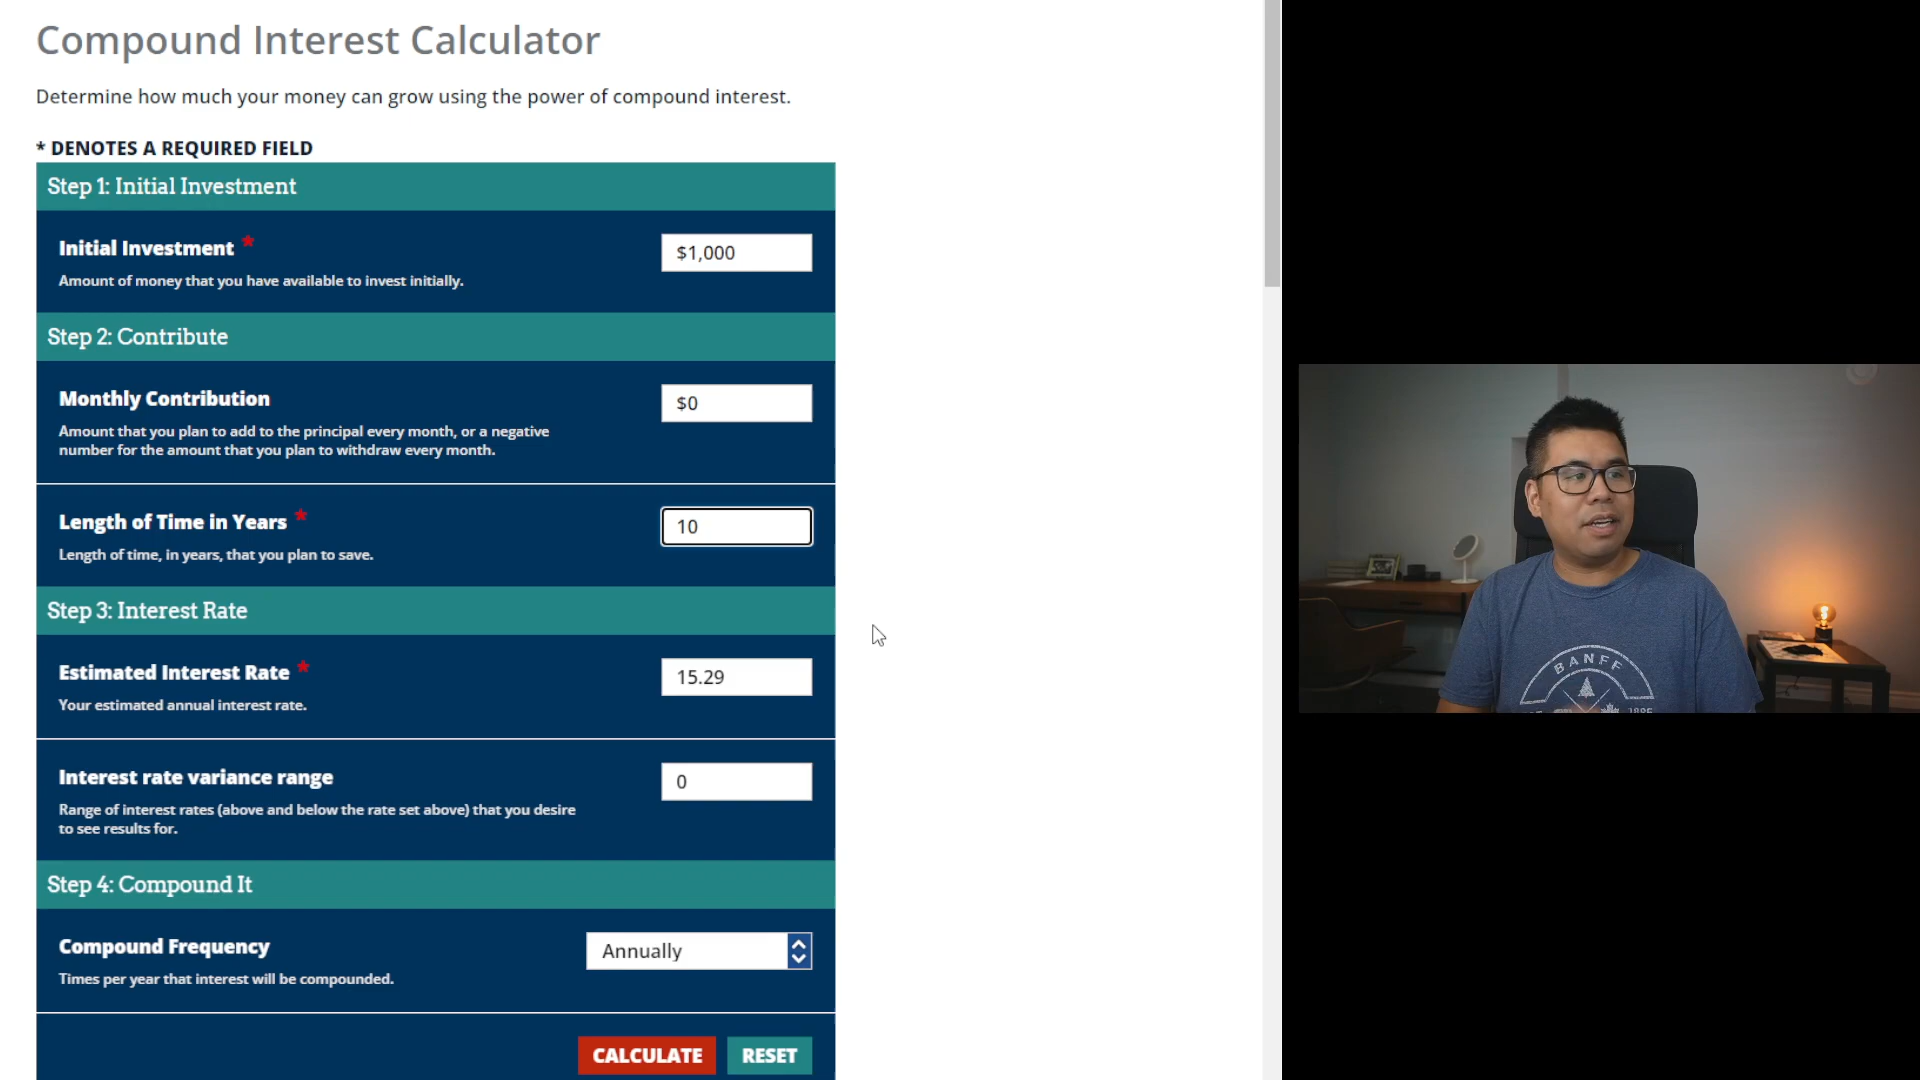 Compound Interest Calculator
Determine how much your money can grow using the power of compound interest.
* DENOTES A REQUIRED FIELD
Step 1: Initial Investment
Initial Investment *
$1,000
Amount of money that you have available to invest initially.
Step 2: Contribute
Monthly Contribution
$0
Amount that you plan to add to the principal every month, or a negative
number for the amount that you plan to withdraw every month.
Length of Time in Years *
10
Length of time, in years, that you plan to save.
Step 3: Interest Rate
Estimated Interest Rate *
15.29
Your estimated annual interest rate.
Interest rate variance range
0
Range of interest rates (above and below the rate set above) that you desire
to see results for.
Step 4: Compound It
Compound Frequency
Annually
Times per year that interest will be compounded.
CALCULATE
RESET
BANFF